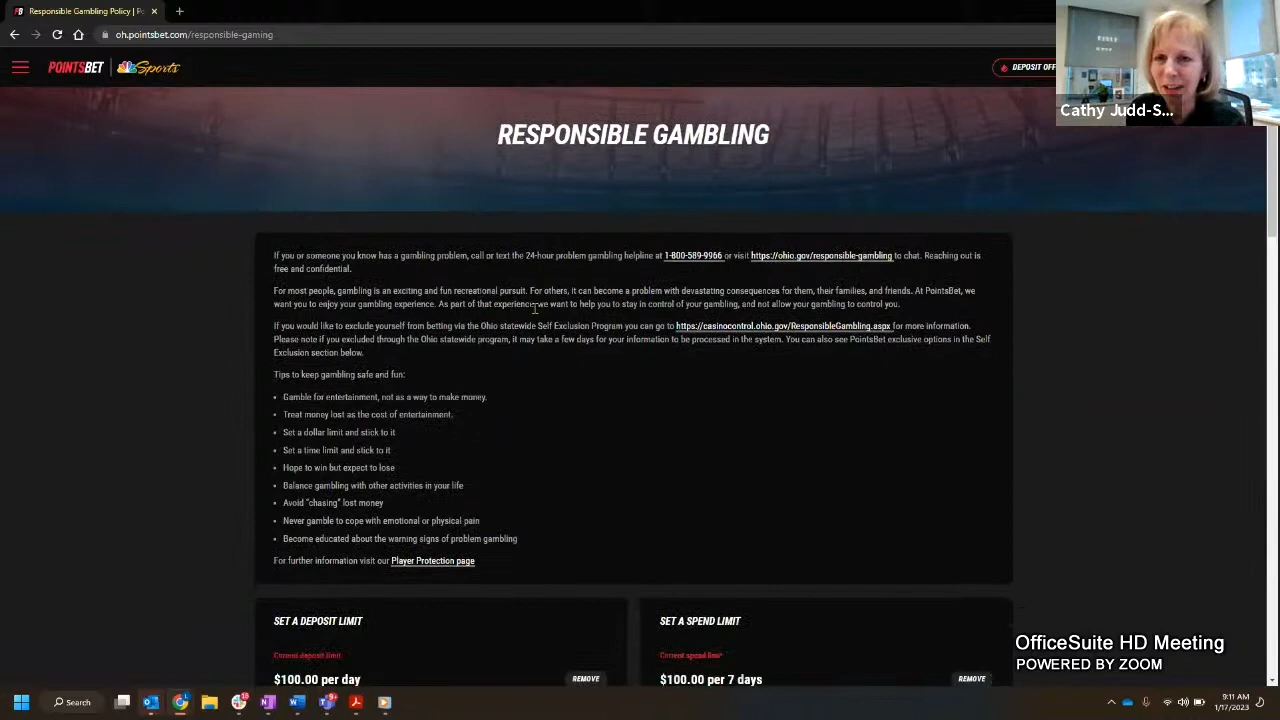 Responsible Gambling Policy | Po
oh.pointsbet.com/responsible-gaming
POINTSBET | Sports
DEPOSIT OFF
Cathy Judd-S...
RESPONSIBLE GAMBLING
If you or someone you know has a gambling problem, call or text the 24-hour problem gambling helpline at 1-800-589-9966 or visit https://ohio.gov/responsible-gambling to chat. Reaching out is
free and confidential.
For most people, gambling is an exciting and fun recreational pursuit. For others, it can become a problem with devastating consequences for them, their families, and friends. At PointsBet, we
want you to enjoy your gambling experience. As part of that experience we want to help you to stay in control of your gambling, and not allow your gambling to control you.
If you would like to exclude yourself from betting via the Ohio statewide Self Exclusion Program you can go to https://casinocontrol.ohio.gov/ResponsibleGambling.aspx for more information.
Please note if you excluded through the Ohio statewide program, it may take a few days for your information to be processed in the system. You can also see PointsBet exclusive options in the Self
Exclusion section below.
Tips to keep gambling safe and fun:
• Gamble for entertainment, not as a way to make money.
• Treat money lost as the cost of entertainment.
• Set a dollar limit and stick to it
• Set a time limit and stick to it
• Hope to win but expect to lose
• Balance gambling with other activities in your life
• Avoid "chasing" lost money
• Never gamble to cope with emotional or physical pain
• Become educated about the warning signs of problem gambling
For further information visit our Player Protection page
SET A DEPOSIT LIMIT
Current deposit limit
$100.00 per day
REMOVE
SET A SPEND LIMIT
Current spend limit*
$100.00 per 7 days
REMOVE
OfficeSuite HD Meeting
POWERED BY ZOOM
Search
9:11 AM
1/17/2023